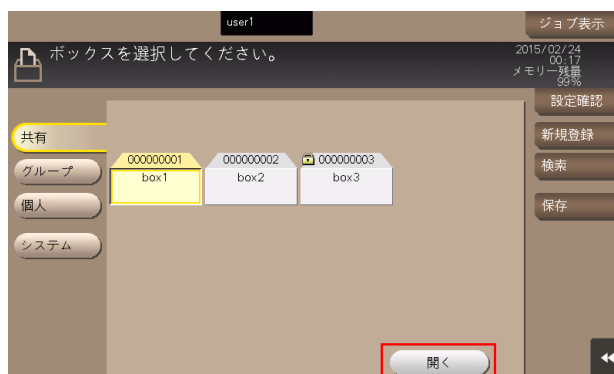 user1
ジョブ表示
ボックスを選択してください。
2015/02/24
00:17
メモリー残量
99%
設定確認
共有
新規登録
000000001
000000002
000000003
検索
グループ
box1
box2
box3
個人
保存
システム
開く